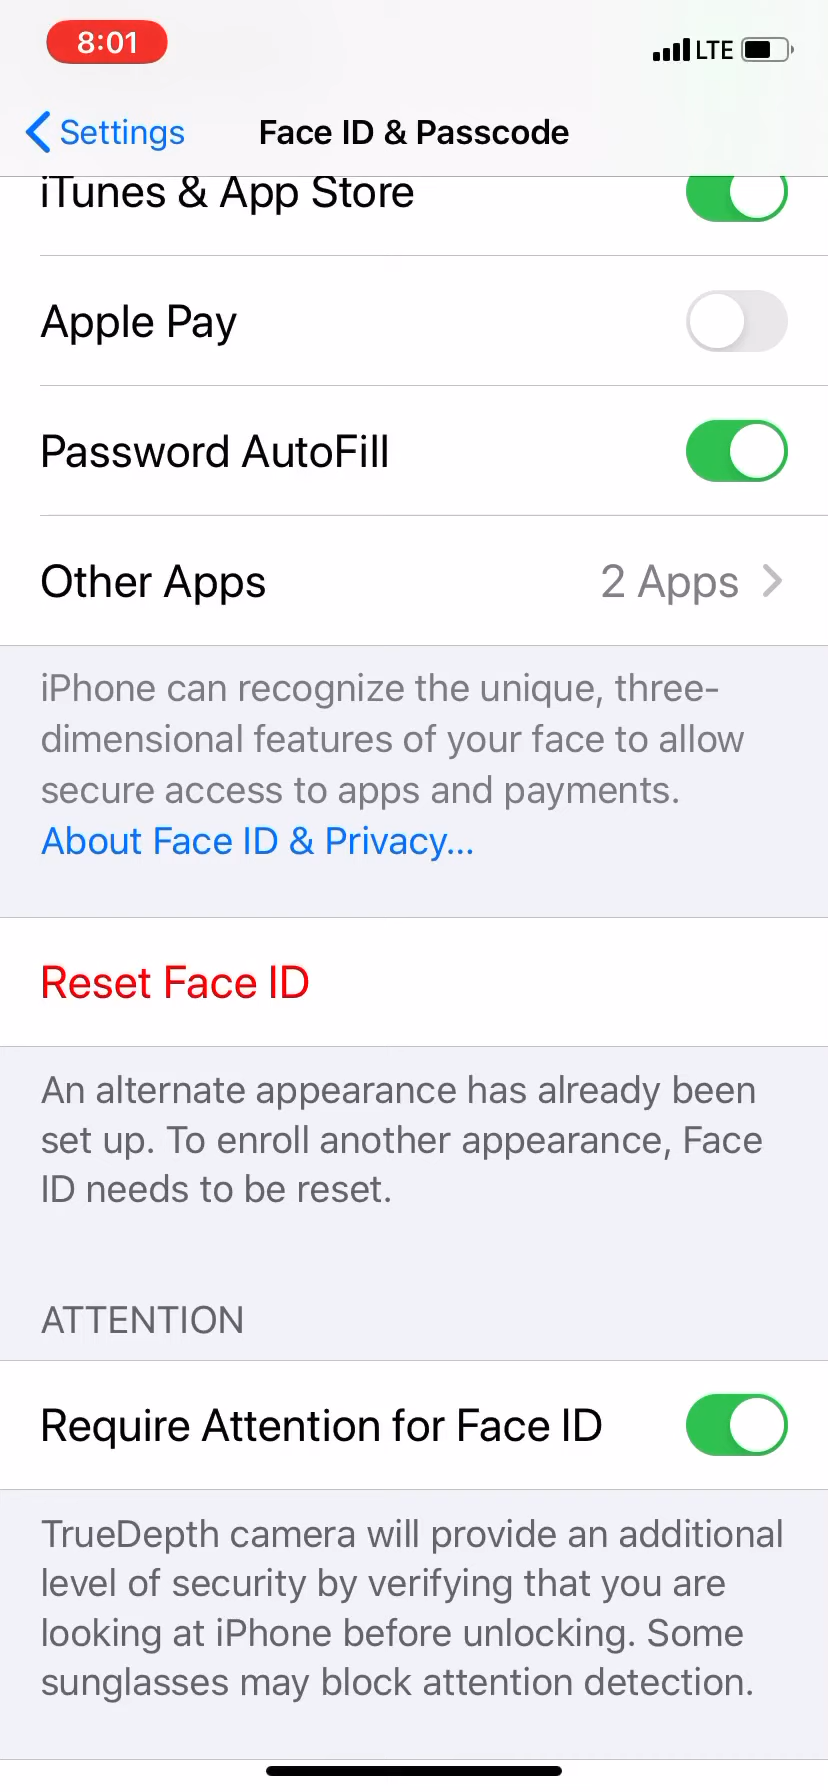 8:01
LTE
Settings
Face ID & Passcode
iTunes & App Store
Apple Pay
Password AutoFill
Other Apps
2 Apps
iPhone can recognize the unique, three-
dimensional features of your face to allow
secure access to apps and payments.
About Face ID & Privacy...
Reset Face ID
An alternate appearance has already been
set up. To enroll another appearance, Face
ID needs to be reset.
ATTENTION
Require Attention for Face ID
TrueDepth camera will provide an additional
level of security by verifying that you are
looking at iPhone before unlocking. Some
sunglasses may block attention detection.